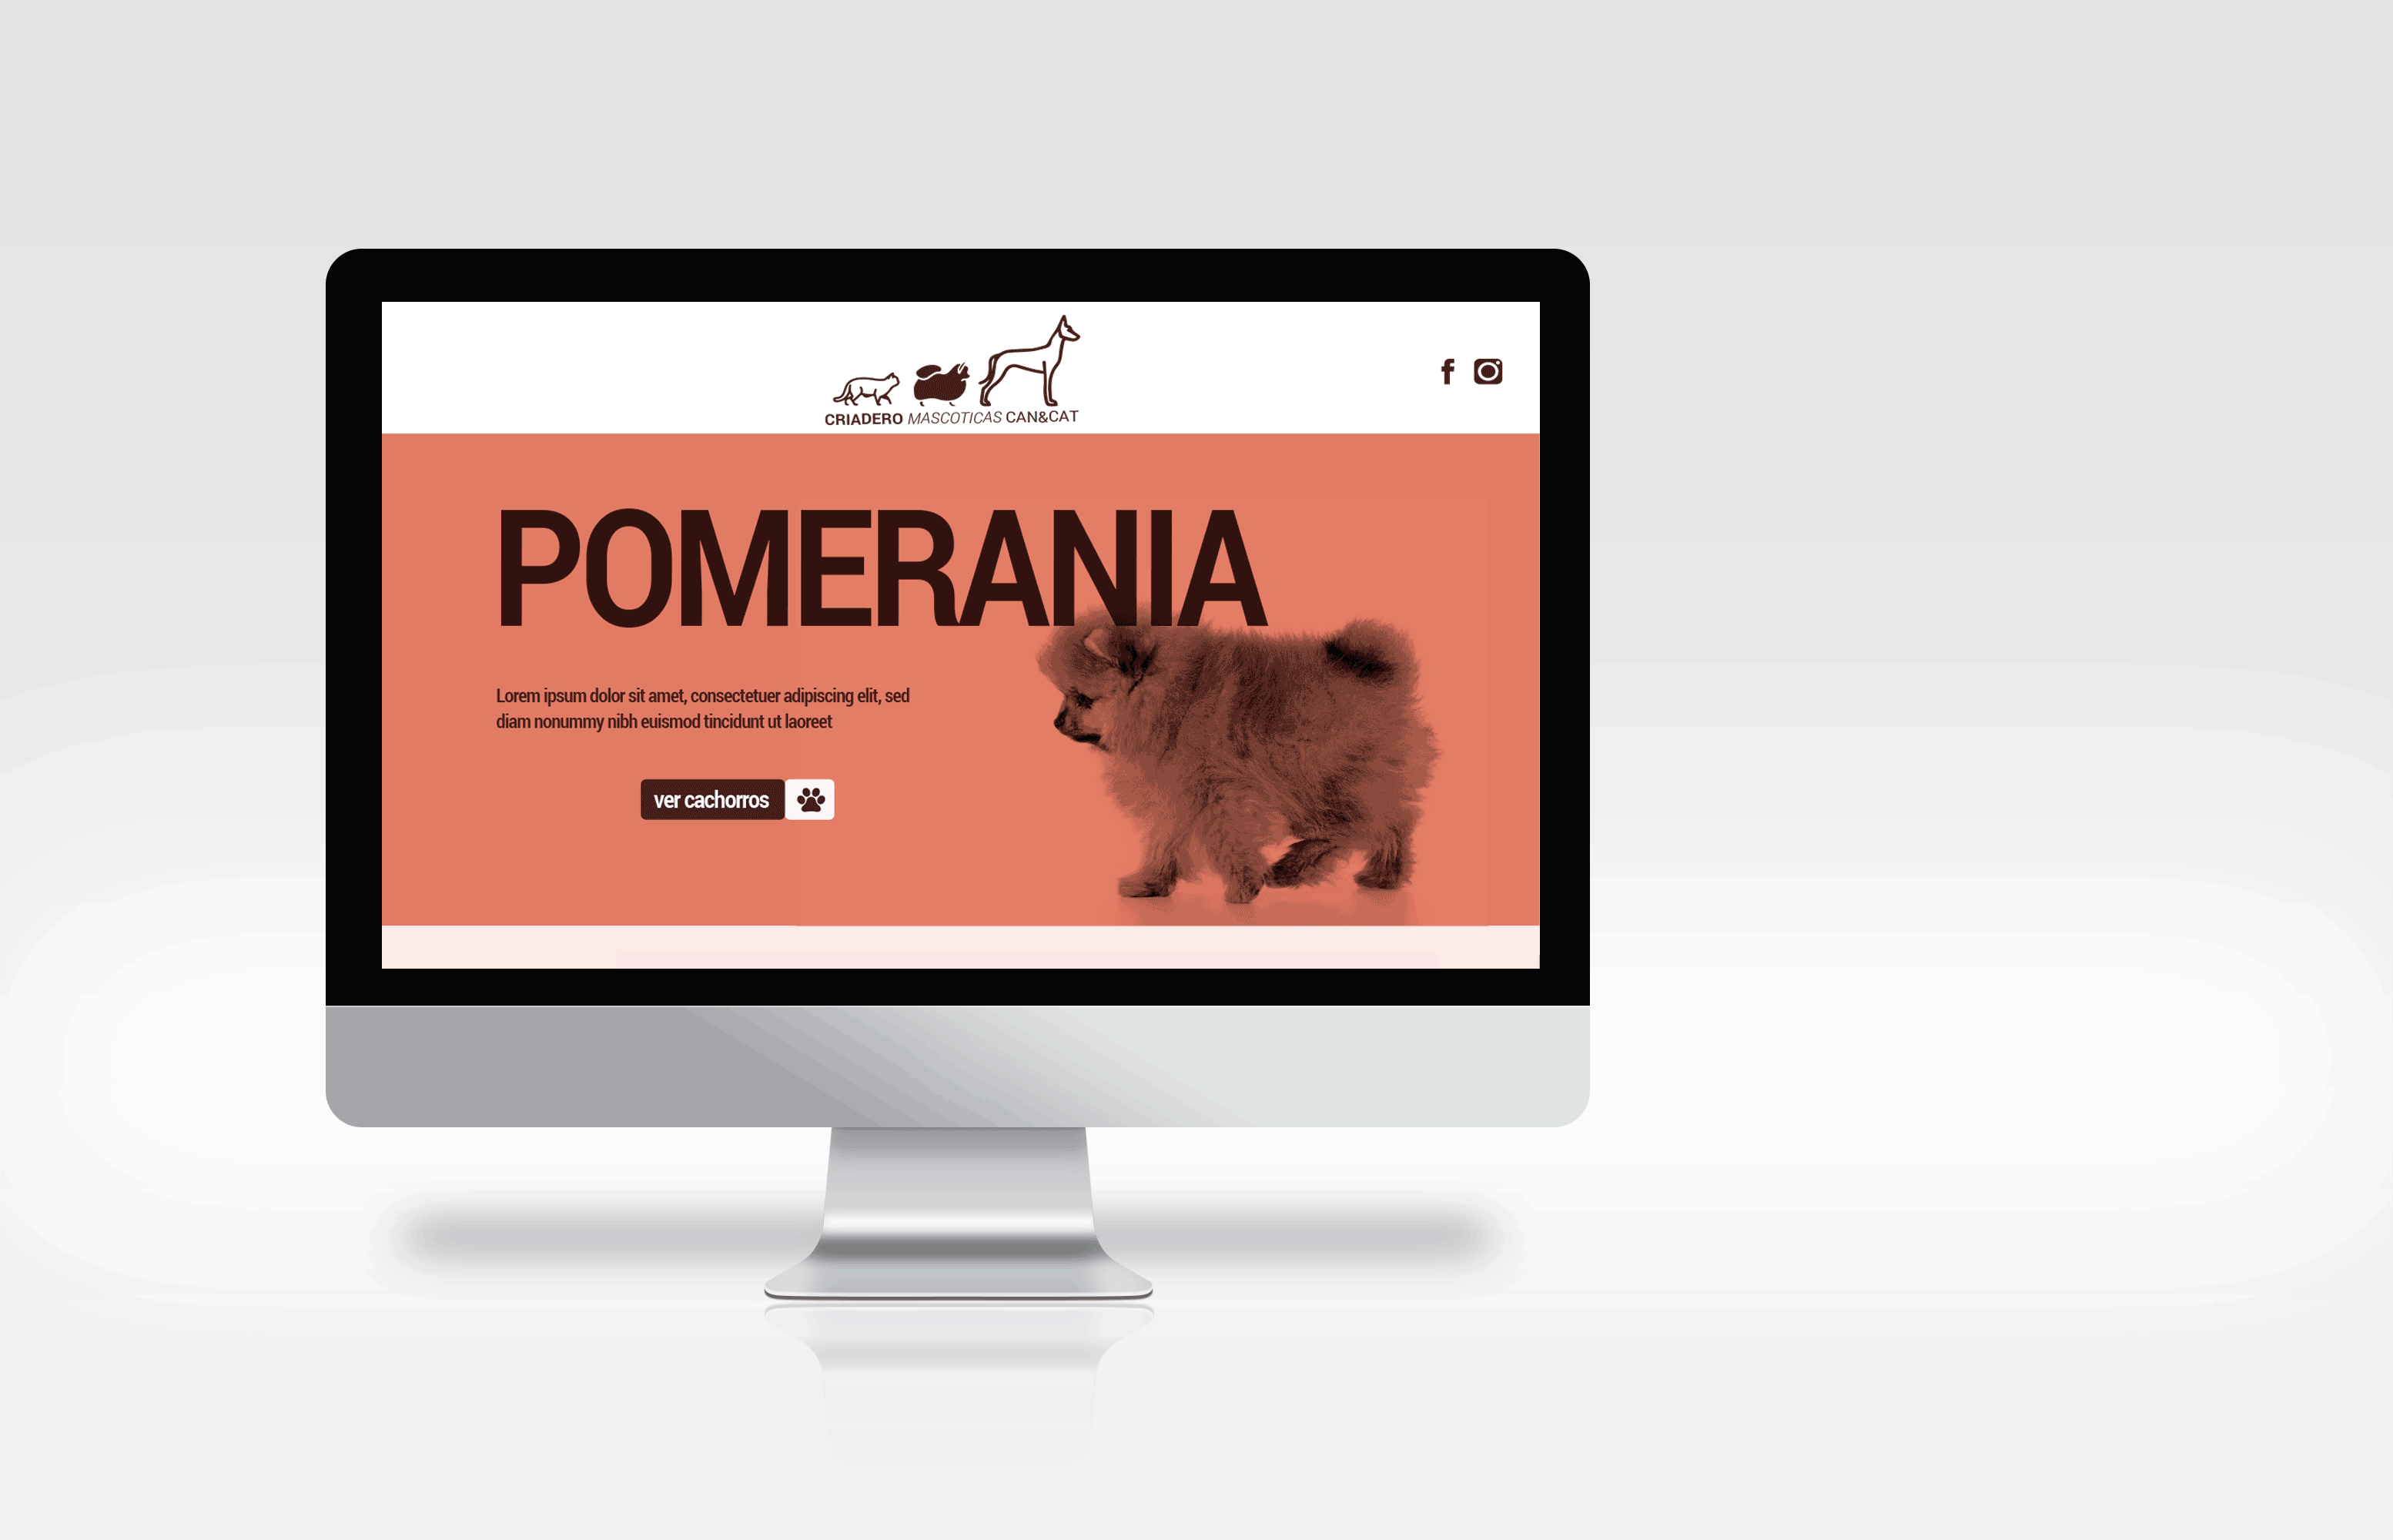 CRIADERO MASCOTICAS CAN&CAT
POMERANIA
Lorem ipsum dolor sit amet, consectetuer adipiscing elit, sed
diam nonummy nibh euismod tincidunt ut laoreet
ver cachorros